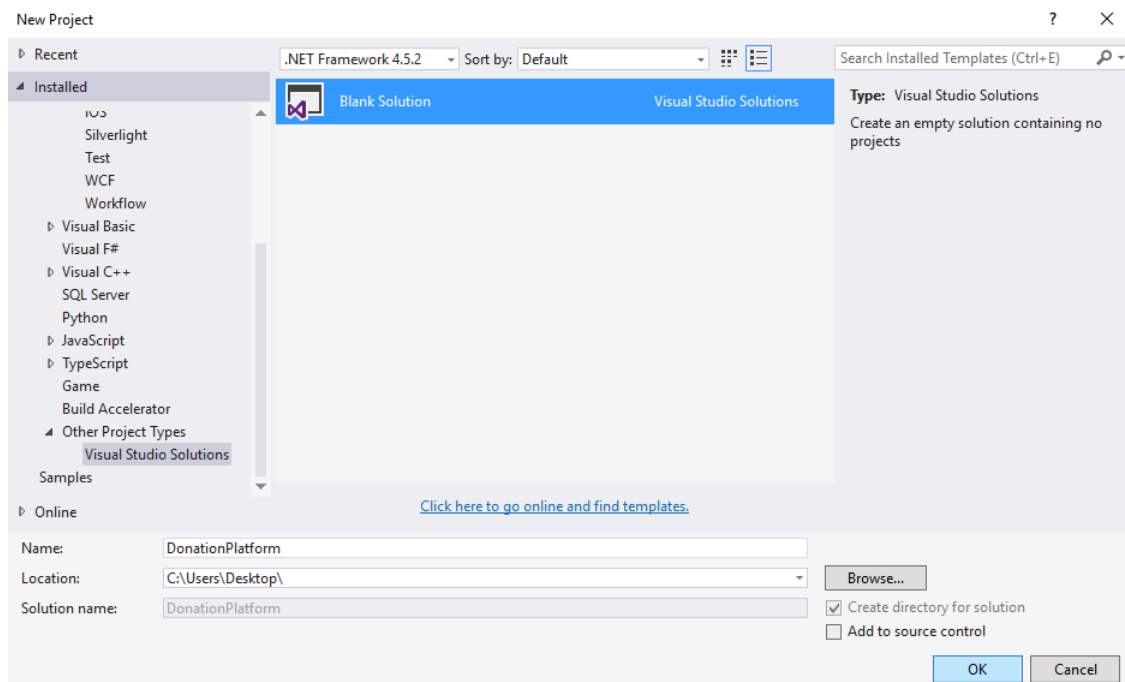 New Project
?
Recent
.NET Framework 4.5.2
Sort by: Default
Search Installed Templates (Ctrl+E)
Installed
Silverlight
Test
WCF
Workflow
Visual Basic
Visual F#
Visual C++
SQL Server
Python
JavaScript
TypeScript
Game
Build Accelerator
Other Project Types
Visual Studio Solutions
Samples
Online
Blank Solution
Visual Studio Solutions
Type: Visual Studio Solutions
Create an empty solution containing no
projects
Click here to go online and find templates.
Name: DonationPlatform
Location: C:\Users\Desktop\
Browse...
Solution name: DonationPlatform
Create directory for solution
Add to source control
OK
Cancel